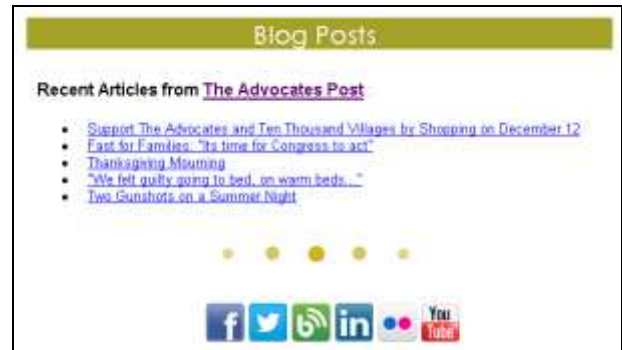 Blog Posts
Recent Articles from The Advocates Post
Support The Advocates and Ten Thousand Villages by Shopping on December 12
Fast for Families: "Its time for Congress to act"
Thanksgiving Mourning
"We felt guilty going to bed, on warm beds..."
Two Gunshots on a Summer Night
f b in You
Tube